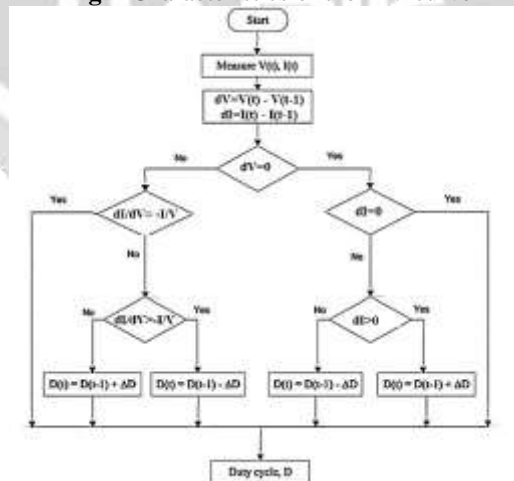 Start
Measure V(t), I(t)
dV=V(t) - V(t-1)
dI=I(t) - I(t-1)
No
Yes
dV=0
Yes
dI/dV= -I/V
dI=0
Yes
No
No
No
dI/dV>-I/V
Yes
No
dI>0
Yes
D(t) = D(t-1) + ΔD
D(t) = D(t-1) - ΔD
D(t) = D(t-1) - ΔD
D(t) = D(t-1) + ΔD
Duty cycle, D